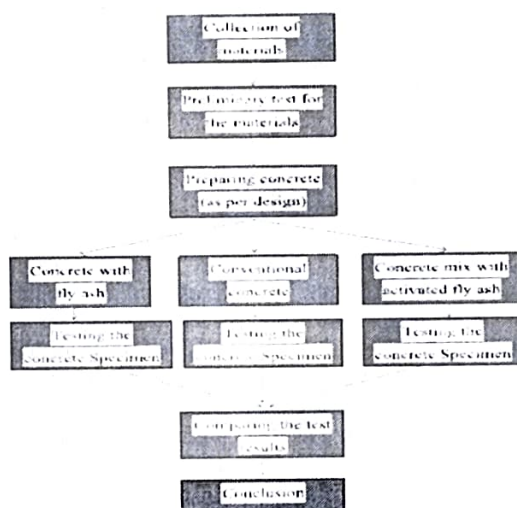 Collection of
materials
Preliminary test for
the materials
Preparing concrete
(as per design)
Concrete with
fly ash
Conventional
concrete
Concrete mix with
activated fly ash
Testing the
concrete Specimen
Testing the
concrete Specimen
Testing the
concrete Specimen
Comparing the test
results
Conclusion